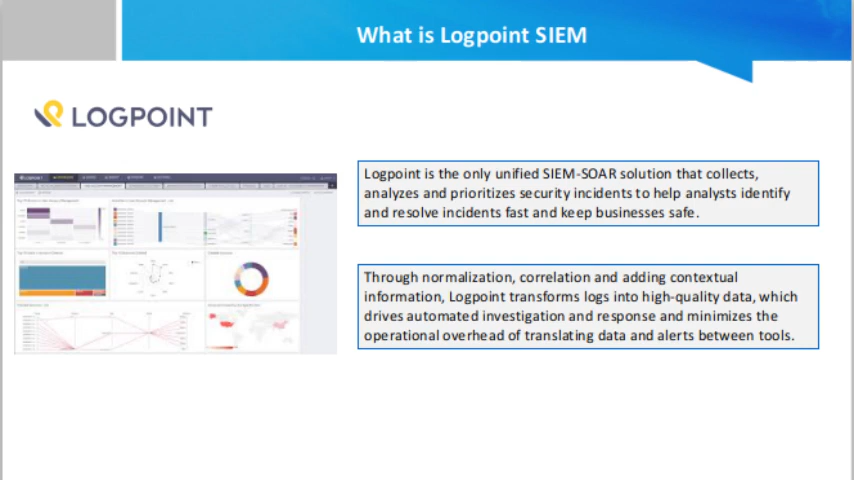 What is Logpoint SIEM
LOGPOINT
Logpoint is the only unified SIEM-SOAR solution that collects,
analyzes and prioritizes security incidents to help analysts identify
and resolve incidents fast and keep businesses safe.
Through normalization, correlation and adding contextual
information, Logpoint transforms logs into high-quality data, which
drives automated investigation and response and minimizes the
operational overhead of translating data and alerts between tools.